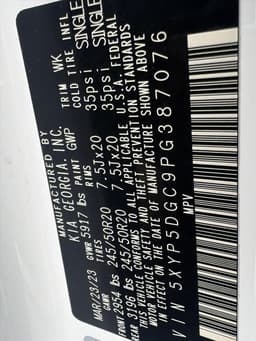 MANUFACTURED BY
KIA GEORGIA, INC.
MAR/23/23 GVWR 5917 lbs PAINT GWP TRIM WK
GAWR TIRES RIMS COLD TIRE INFL
FRONT 2954 lbs 245/50R20 7.5Jx20 35psi SINGLE
REAR 3196 lbs 245/50R20 7.5Jx20 35psi SINGLE
THIS VEHICLE CONFORMS TO ALL APPLICABLE U.S.A. FEDERAL
MOTOR VEHICLE SAFETY AND THEFT PREVENTION STANDARDS
IN EFFECT ON THE DATE OF MANUFACTURE SHOWN ABOVE
VIN 5XYP5DGC9PG387076
MPV